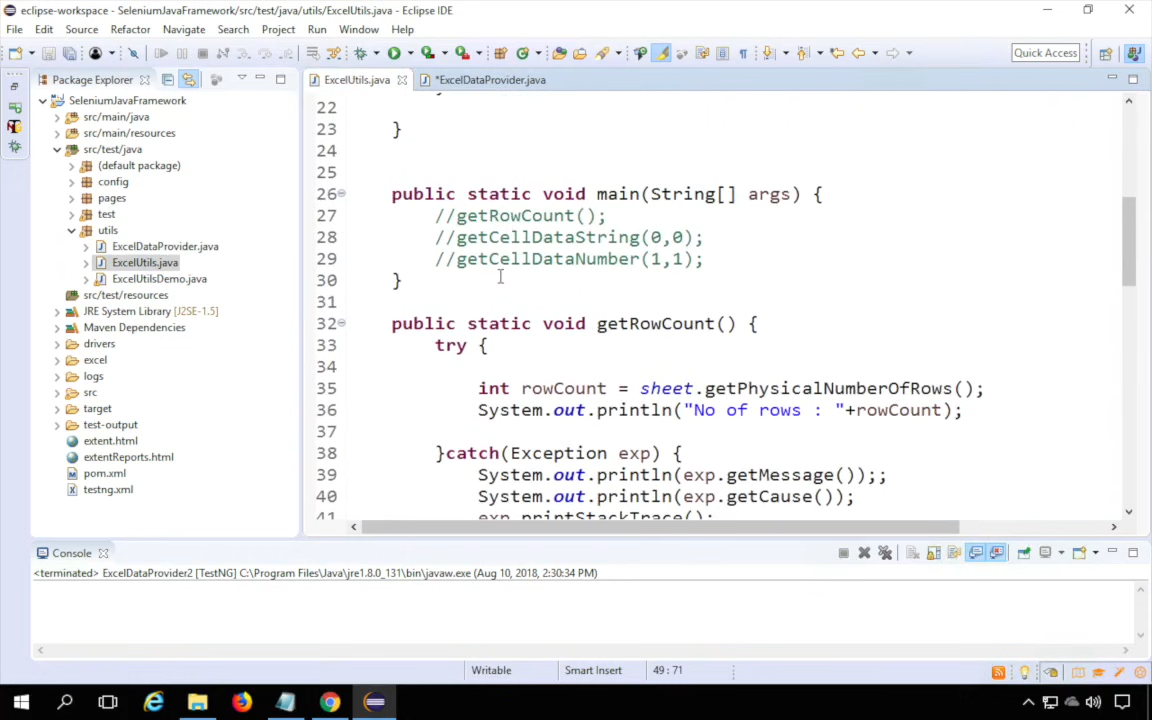 eclipse-workspace - SeleniumJavaFramework/src/test/java/utils/ExcelUtils.java - Eclipse IDE
File Edit Source Refactor Navigate Search Project Run Window Help
Quick Access
Package Explorer
ExcelUtils.java
*ExcelDataProvider.java
SeleniumJavaFramework
src/main/java
src/main/resources
src/test/java
(default package)
config
pages
test
utils
ExcelDataProvider.java
ExcelUtils.java
ExcelUtilsDemo.java
src/test/resources
JRE System Library [J2SE-1.5]
Maven Dependencies
drivers
excel
logs
src
target
test-output
extent.html
extentReports.html
pom.xml
testng.xml
22
23 }
24
25
26 public static void main(String[] args) {
27 //getRowCount();
28 //getCellDataString(0,0);
29 //getCellDataNumber(1,1);
30 }
31
32 public static void getRowCount() {
33 try {
34
35 int rowCount = sheet.getPhysicalNumberOfRows();
36 System.out.println("No of rows : "+rowCount);
37
38 }catch(Exception exp) {
39 System.out.println(exp.getMessage());;
40 System.out.println(exp.getCause());
41 exp.printStackTrace();
Console
<terminated> ExcelDataProvider2 [TestNG] C:\Program Files\Java\jre1.8.0_131\bin\javaw.exe (Aug 10, 2018, 2:30:34 PM)
Writable Smart Insert 49 : 71